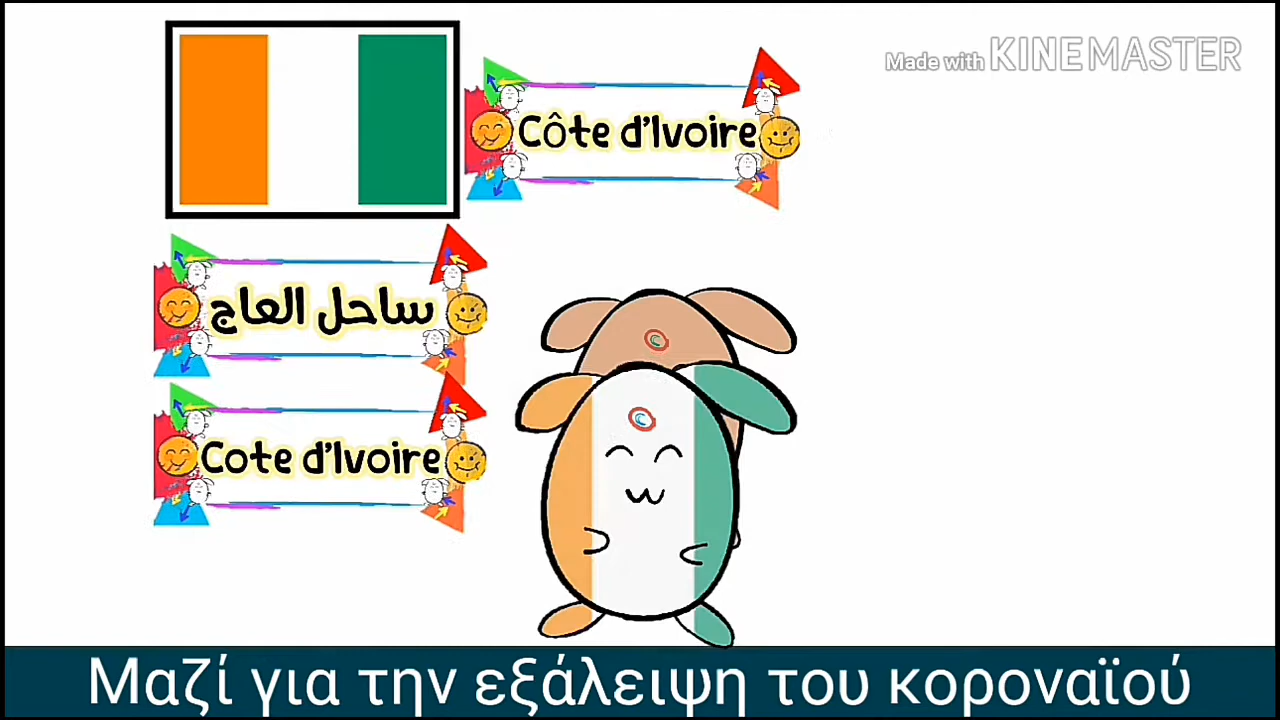 Made with KINEMASTER
Côte d'Ivoire
ساحل العاج
Cote d'Ivoire
Μαζί για την εξάλειψη του κοροναϊού